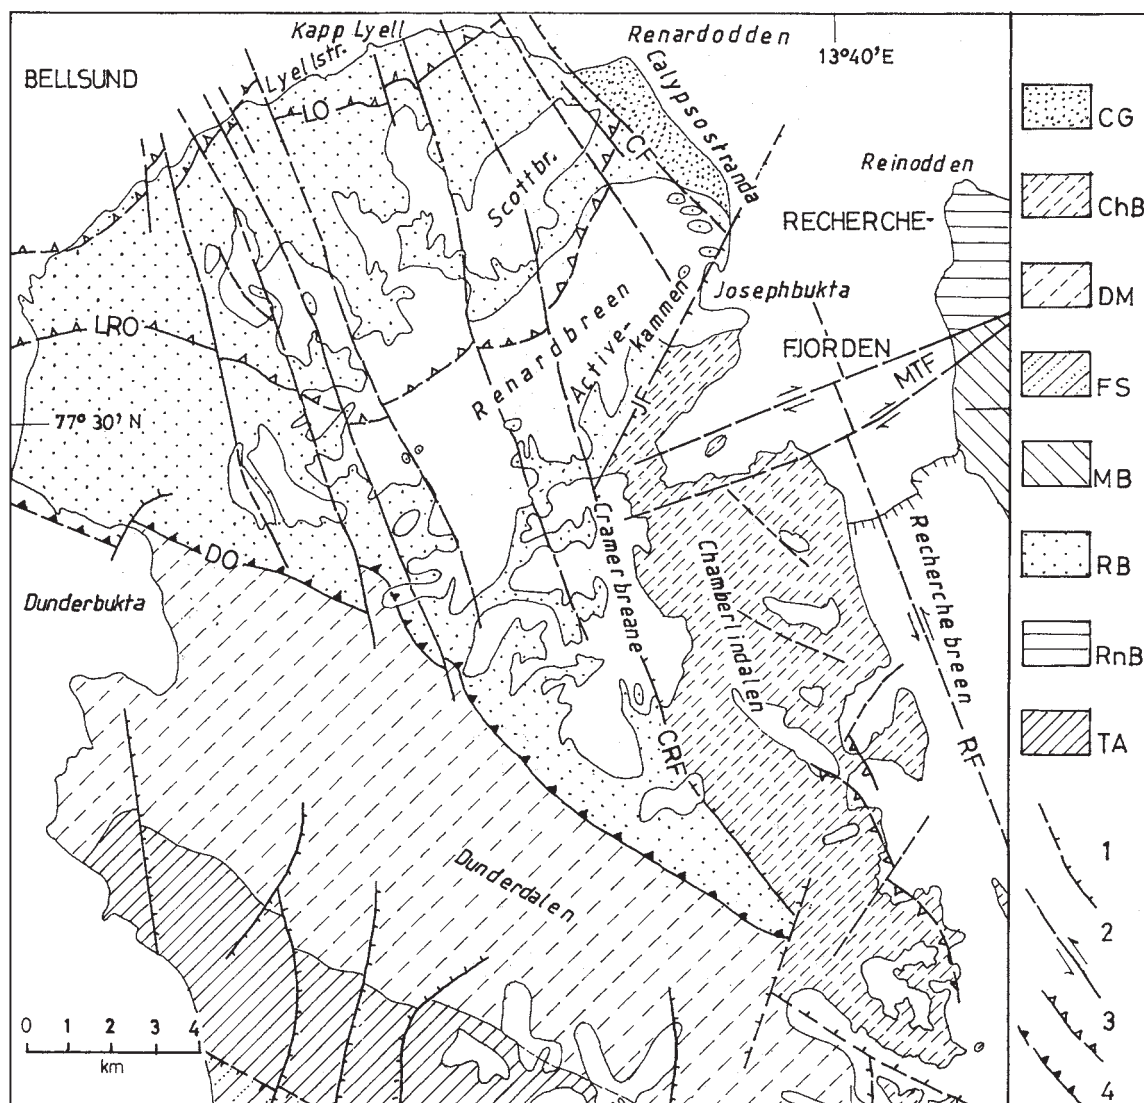 Kapp Lyell
Renardodden
13°40'E
BELLSUND
Lyellstr.
LO
Calypsostranda
CF
CG
Reinodden
Scottbr.
RECHERCHE-
ChB
Josephbukta
DM
LRO
Renardbreen
Active-
kammen
FJORDEN
MTF
JF
FS
77° 30' N
MB
DO
Cramerbreane
Chamberlindalen
Recherchebreen
RB
Dunderbukta
RnB
CRF
RF
TA
Dunderdalen
1
2
3
4
0 1 2 3 4
km